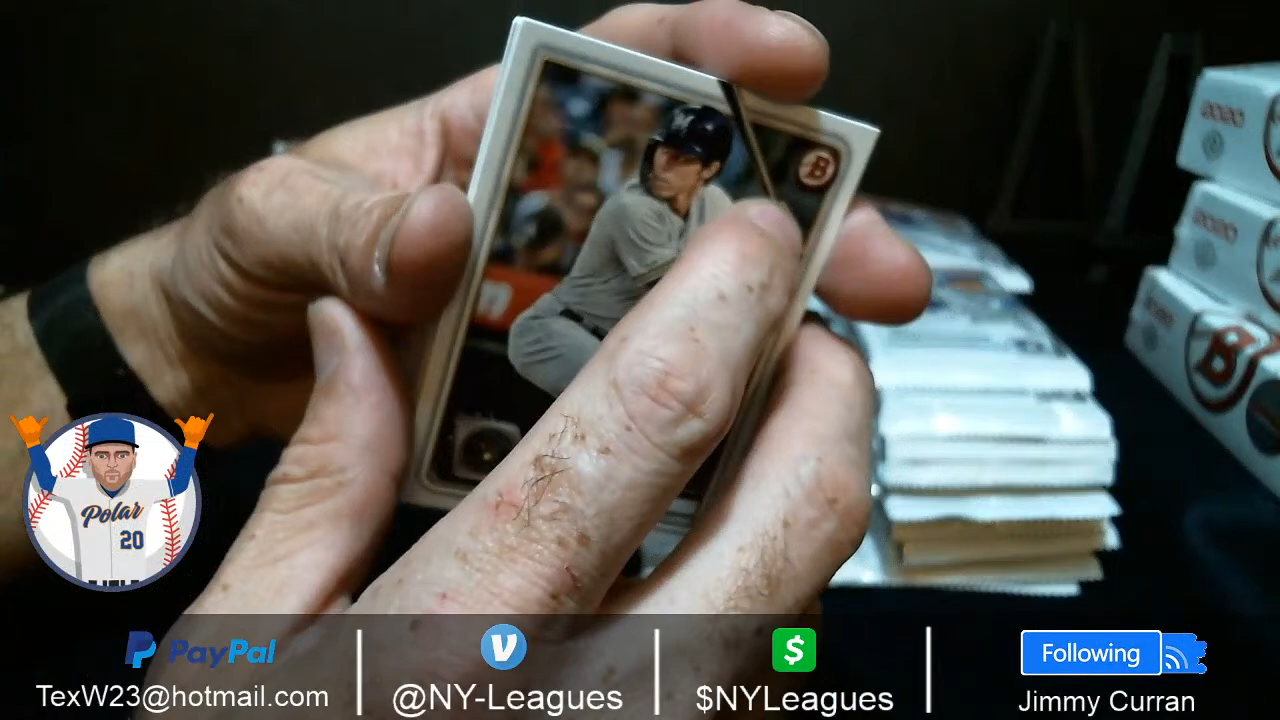 B
2020
2020
B
Polar
20
PayPal
Following
TexW23@hotmail.com
@NY-Leagues
$NYLeagues
Jimmy Curran